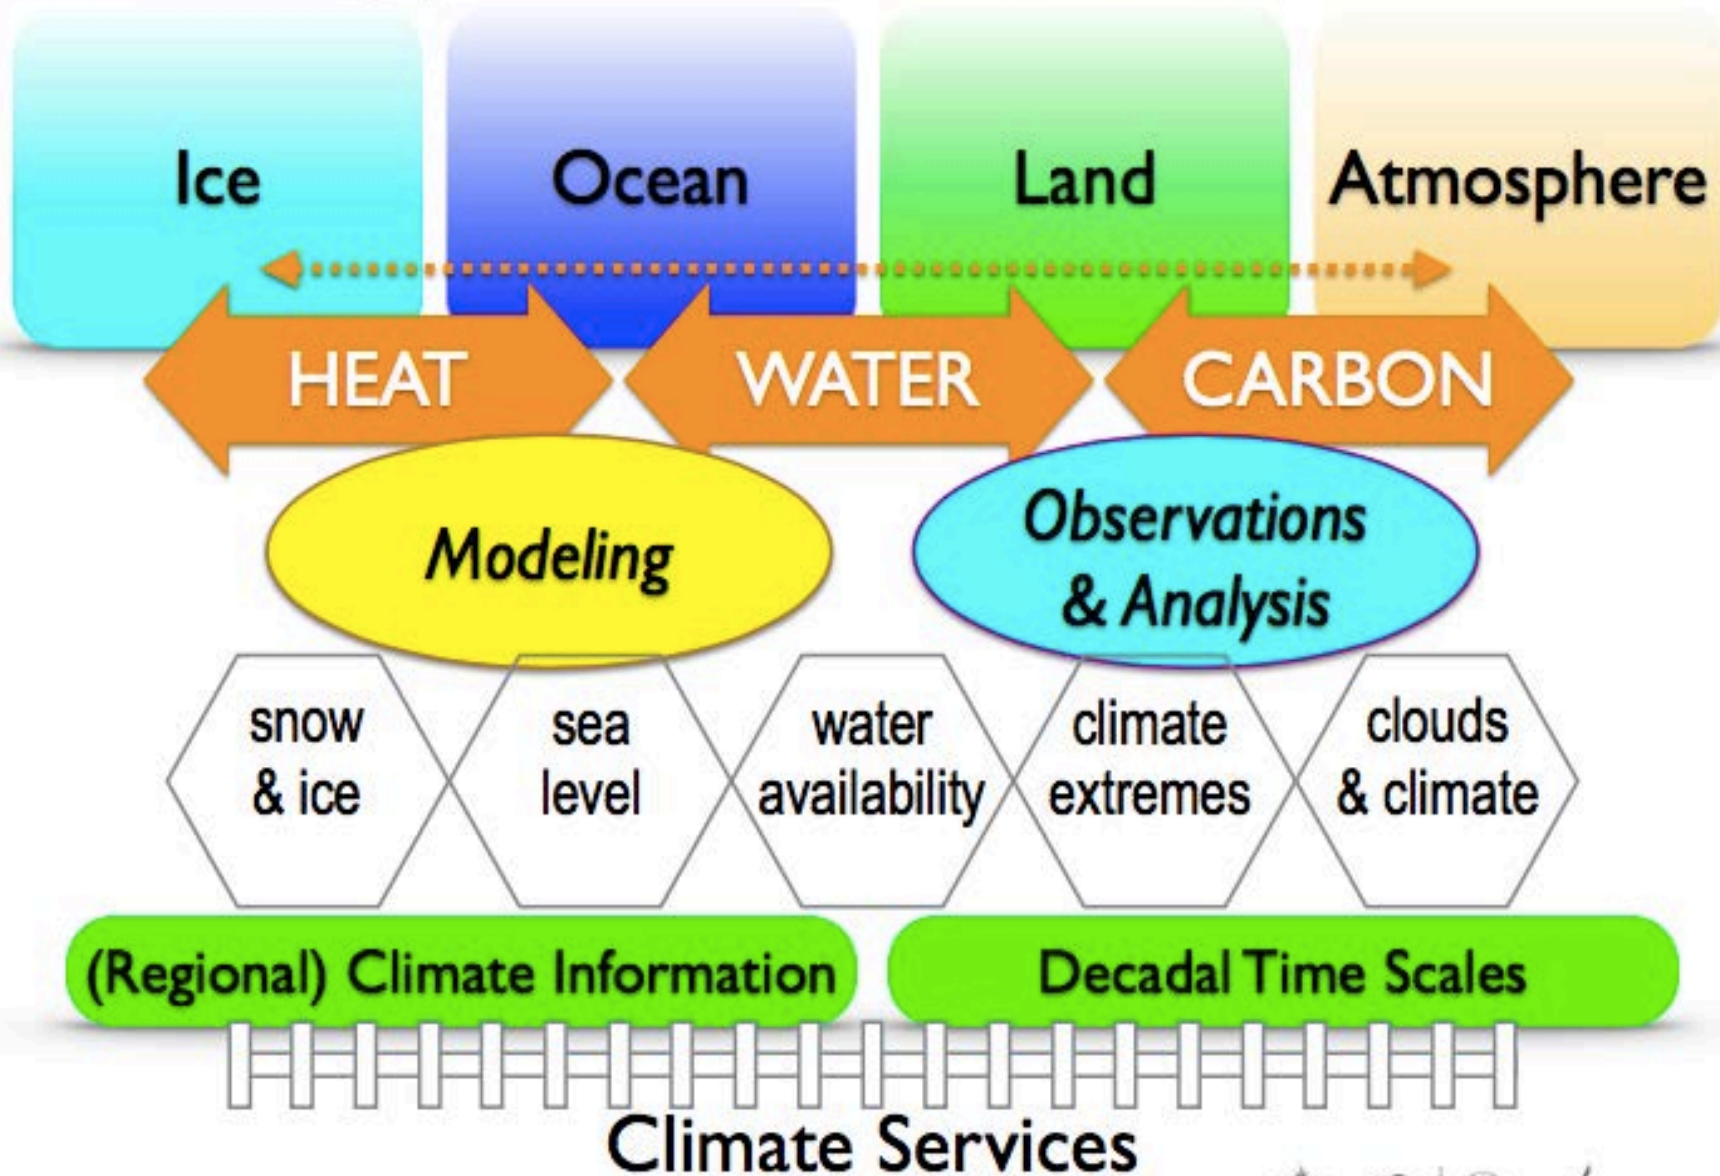 Ice
Ocean
Land
Atmosphere
HEAT
WATER
CARBON
Modeling
Observations
& Analysis
snow
& ice
sea
level
water
availability
climate
extremes
clouds
& climate
(Regional) Climate Information
Decadal Time Scales
Climate Services